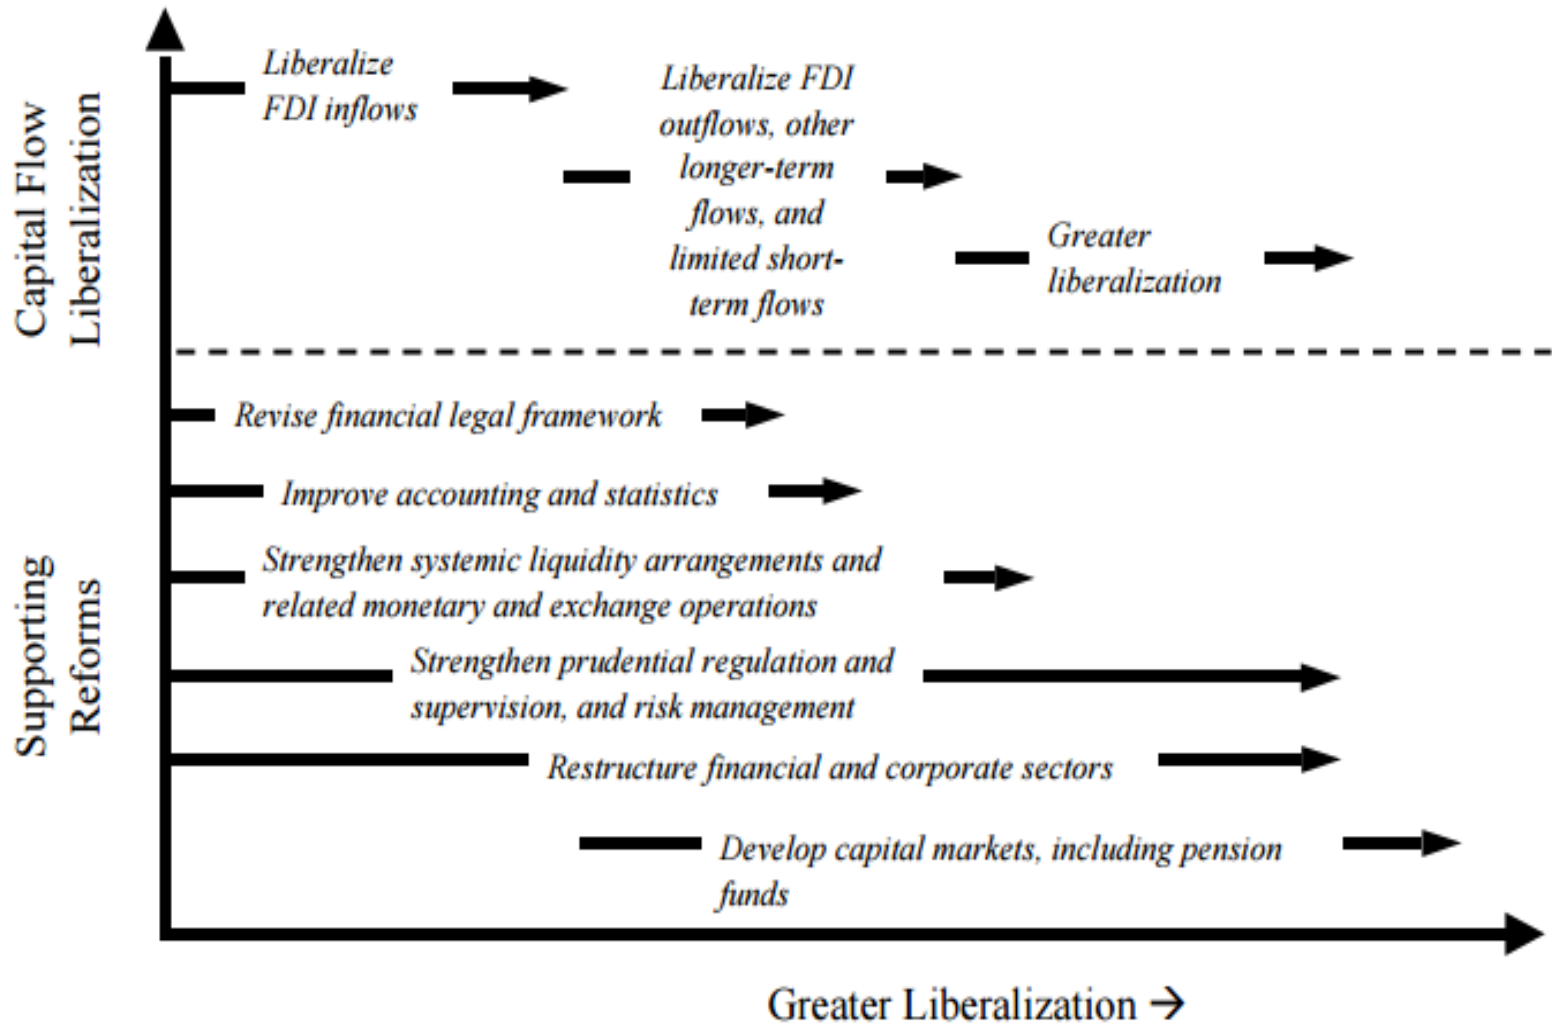 Capital Flow
Liberalization
Liberalize
FDI inflows
Liberalize FDI
outflows, other
longer-term
flows, and
limited short-
term flows
Greater
liberalization
Supporting
Reforms
Revise financial legal framework
Improve accounting and statistics
Strengthen systemic liquidity arrangements and
related monetary and exchange operations
Strengthen prudential regulation and
supervision, and risk management
Restructure financial and corporate sectors
Develop capital markets, including pension
funds
Greater Liberalization →